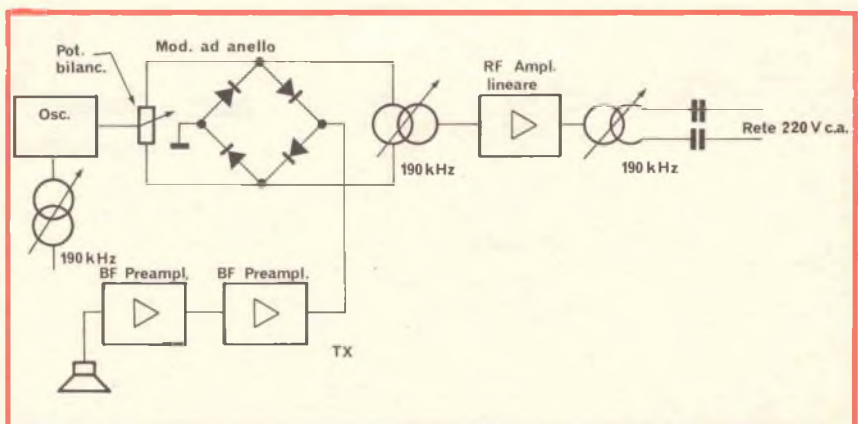 Pot.
bilanc.
Mod. ad anello
RF Ampl.
lineare
Osc.
Rete 220 V c.a.
190 kHz
190 kHz
190 kHz
BF Preampl,
BF Preampl.
TX